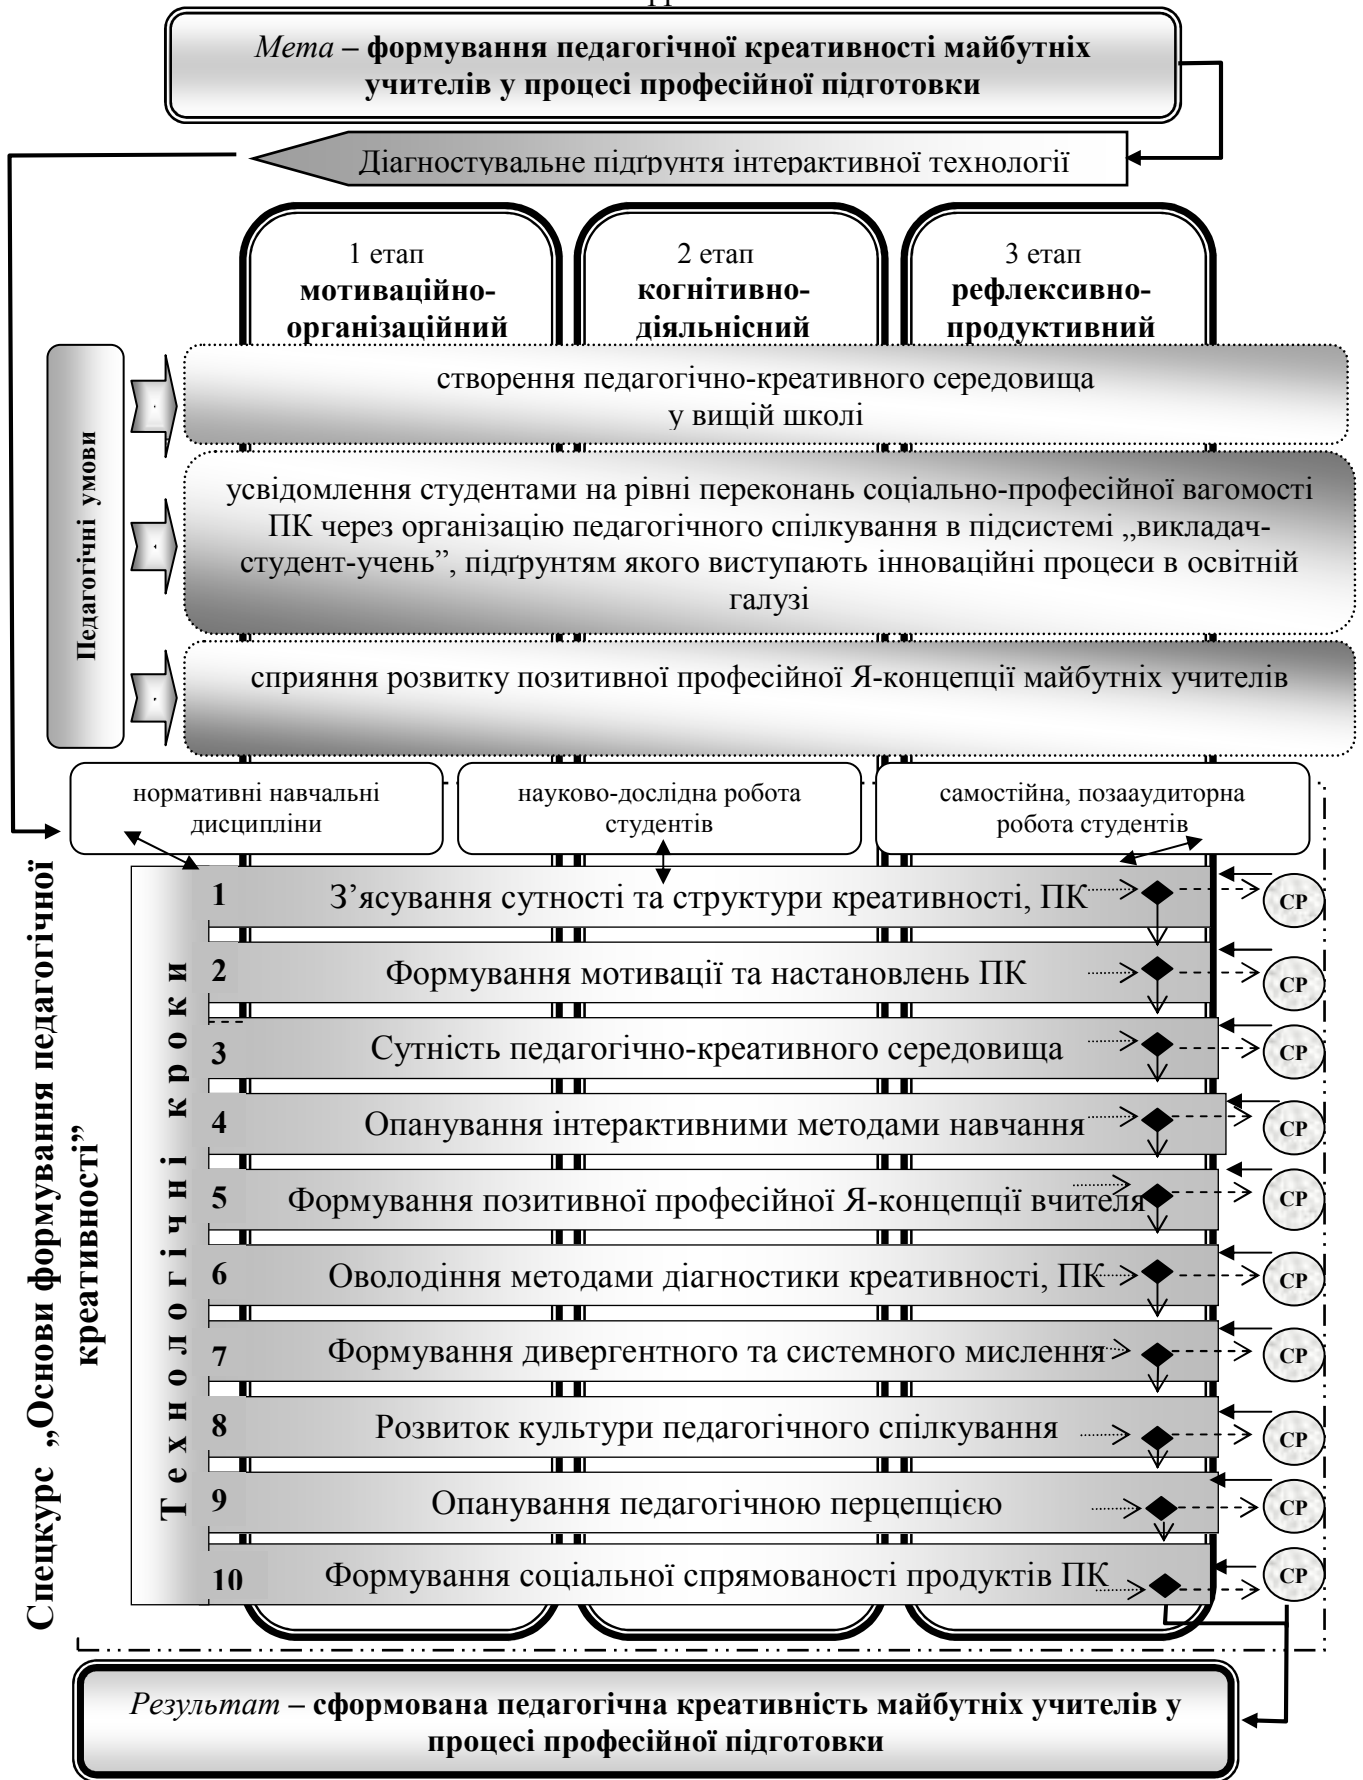 Мета – формування педагогічної креативності майбутніх
учителів у процесі професійної підготовки
Діагностувальне підґрунтя інтерактивної технології
1 етап
мотиваційно-
організаційний
2 етап
когнітивно-
діяльнісний
3 етап
рефлексивно-
продуктивний
Педагогічні умови
створення педагогічно-креативного середовища
у вищій школі
усвідомлення студентами на рівні переконань соціально-професійної вагомості
ПК через організацію педагогічного спілкування в підсистемі „викладач-
студент-учень”, підґрунтям якого виступають інноваційні процеси в освітній
галузі
сприяння розвитку позитивної професійної Я-концепції майбутніх учителів
нормативні навчальні
дисципліни
науково-дослідна робота
студентів
самостійна, позааудиторна
робота студентів
Спецкурс „Основи формування педагогічної
креативності”
Технологічні кроки
1 З’ясування сутності та структури креативності, ПК СР
2 Формування мотивації та настановлень ПК СР
3 Сутність педагогічно-креативного середовища СР
4 Опанування інтерактивними методами навчання СР
5 Формування позитивної професійної Я-концепції вчителя СР
6 Оволодіння методами діагностики креативності, ПК СР
7 Формування дивергентного та системного мислення СР
8 Розвиток культури педагогічного спілкування СР
9 Опанування педагогічною перцепцією СР
10 Формування соціальної спрямованості продуктів ПК СР
Результат – сформована педагогічна креативність майбутніх учителів у
процесі професійної підготовки